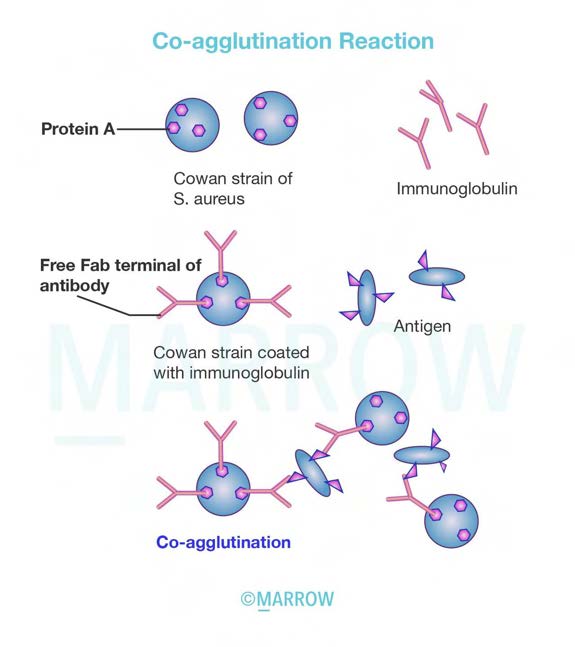 Co-agglutination Reaction
Protein A
Cowan strain of
S. aureus
Immunoglobulin
Free Fab terminal of
antibody
Antigen
Cowan strain coated
with immunoglobulin
MARROW
Co-agglutination
©MARROW